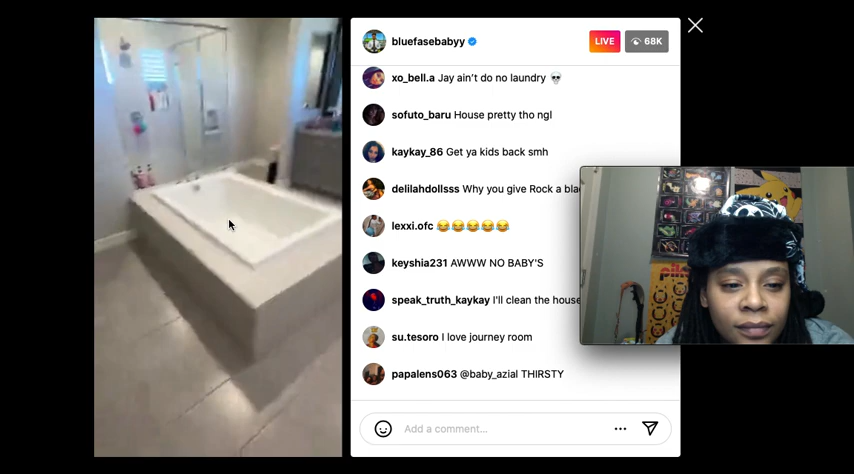 bluefasebabyy
LIVE
68K
xo_bell.a Jay ain't do no laundry 💀
sofuto_baru House pretty tho ngl
kaykay_86 Get ya kids back smh
delilahdollsss Why you give Rock a
lexxi.ofc 😂😂😂😂😂
keyshia231 AWWW NO BABY'S
speak_truth_kaykay I'll clean the house
su.tesoro I love journey room
papalens063 @baby_azial THIRSTY
Add a comment...